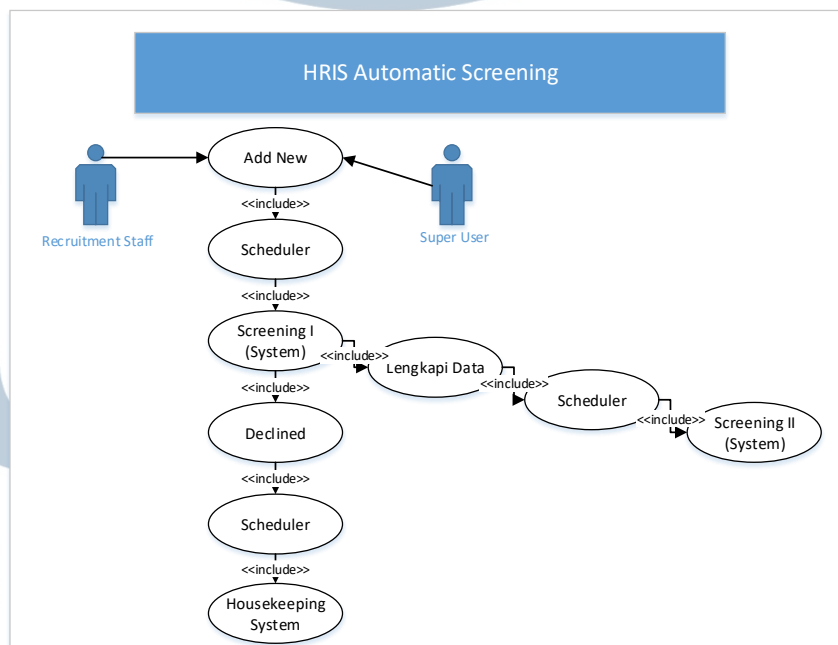 HRIS Automatic Screening
Add New
Recruitment Staff
Super User
<<include>>
Scheduler
<<include>>
Screening I
(System)
<<include>>
Lengkapi Data
<<include>>
Scheduler
<<include>>
Screening II
(System)
<<include>>
Declined
<<include>>
Scheduler
<<include>>
Housekeeping
System